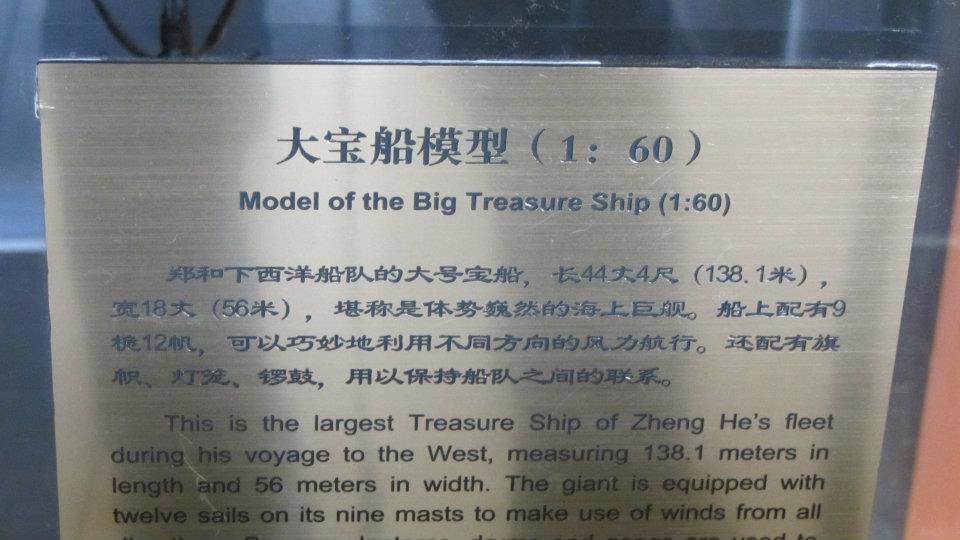 大宝船模型（1：60）
Model of the Big Treasure Ship (1:60)
郑和下西洋船队的大号宝船，长44丈4尺（138.1米），
宽18丈（56米），堪称是体势巍然的海上巨舰。船上配有9
桅12帆，可以巧妙地利用不同方向的风力航行。还配有旗
帜、灯笼、锣鼓，用以保持船队之间的联系。
This is the largest Treasure Ship of Zheng He's fleet
during his voyage to the West, measuring 138.1 meters in
length and 56 meters in width. The giant is equipped with
twelve sails on its nine masts to make use of winds from all